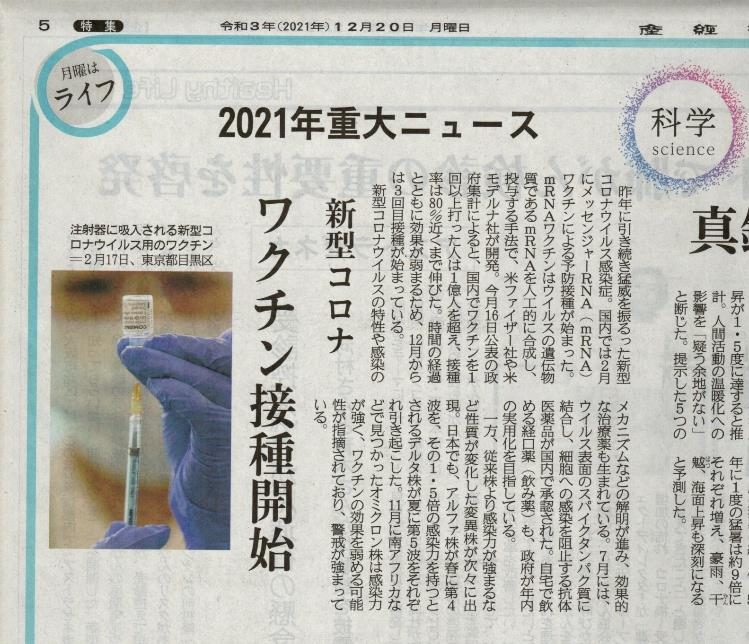 5
特集
令和3年(2021年)12月20日 月曜日
産経
月曜は
ライフ
2021年重大ニュース
科学
science
新型コロナ
ワクチン接種開始
注射器に吸入される新型コ
ロナウイルス用のワクチン
=2月17日、東京都目黒区
昨年に引き続き猛威を振るった新型
コロナウイルス感染症。国内では2月
にメッセンジャーRNA(mRNA)
ワクチンによる予防接種が始まった。
mRNAワクチンはウイルスの遺伝物
質であるmRNAを人工的に合成し、
投与する手法で、米ファイザー社や米
モデルナ社が開発。今月16日公表の政
府集計によると、国内でワクチンを1
回以上打った人は1億人を超え、接種
率は80%近くまで伸びた。時間の経過
とともに効果が弱まるため、12月から
は3回目接種が始まっている。
新型コロナウイルスの特性や感染の
メカニズムなどの解明が進み、効果的
な治療薬も生まれている。7月には、
ウイルス表面のスパイクタンパク質に
結合し、細胞への感染を阻止する抗体
医薬品が国内で承認された。自宅で飲
める経口薬(飲み薬)も、政府が年内
の実用化を目指している。
一方、従来株より感染力が強まるな
ど性質が変化した変異株が次々に出
現。日本でも、アルファ株が春に第4
波を、その1・5倍の感染力を持つと
されるデルタ株が夏に第5波をそれぞ
れ引き起こした。11月に南アフリカな
どで見つかったオミクロン株は感染力
が強く、ワクチンの効果を弱める可能
性が指摘されており、警戒が強まって
いる。
真
昇が1・5度に達すると推
計。人間活動の温暖化への
影響を「疑う余地がない」
と断じた。提示した5つの
年に1度の猛暑は約9倍に
それぞれ増え、豪雨、干
魃、海面上昇も深刻になる
と予測した。